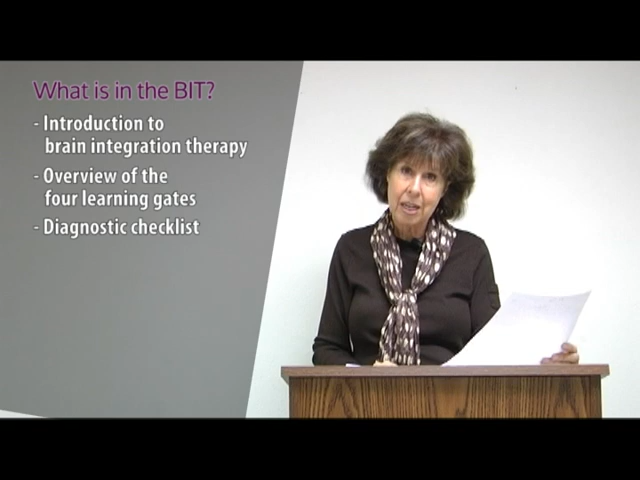 What is in the BIT?
- Introduction to
brain integration therapy
- Overview of the
four learning gates
- Diagnostic checklist